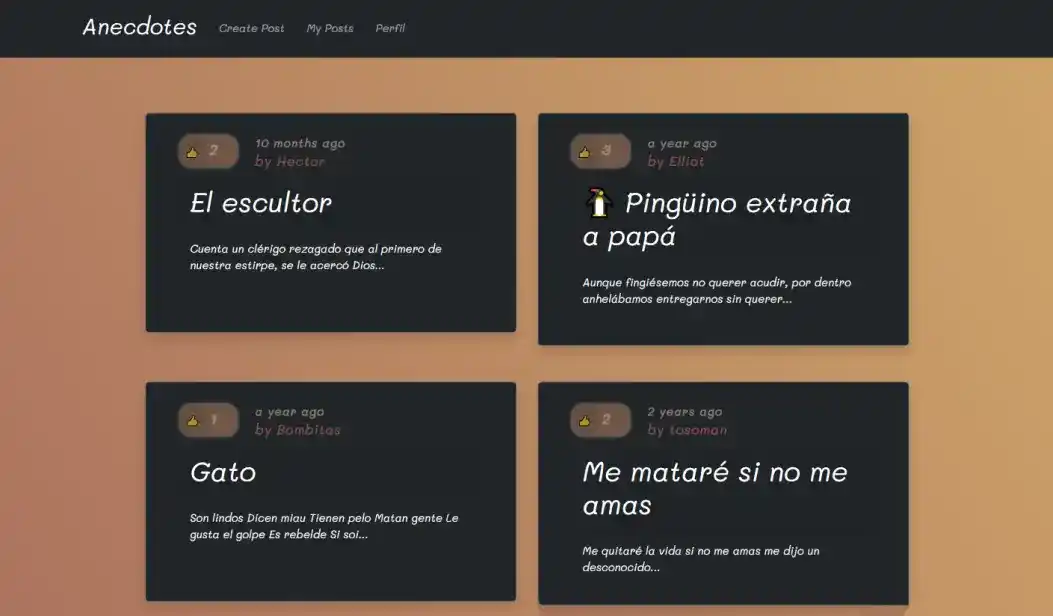 Anecdotes Create Post My Posts Perfil
2 10 months ago
by Hector
El escultor
Cuenta un clérigo rezagado que al primero de
nuestra estirpe, se le acercó Dios...
3 a year ago
by Elliot
Pingüino extraña
a papá
Aunque fingiésemos no querer acudir, por dentro
anhelábamos entregarnos sin querer...
1 a year ago
by Bombitas
Gato
Son lindos Dicen miau Tienen pelo Matan gente Le
gusta el golpe Es rebelde Si soi...
2 2 years ago
by tosoman
Me mataré si no me
amas
Me quitaré la vida si no me amas me dijo un
desconocido...